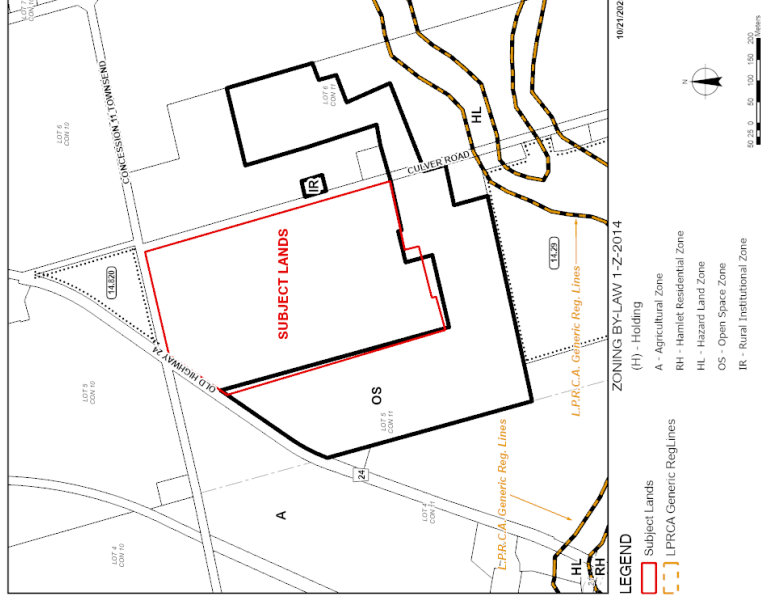 LOT 7
CON 10
10/21/202
CONCESSION 11 TOWNSEND
LOT 6
CON 10
LOT 6
CON 11
HL
CULVER ROAD
IR
N
50 25 0 50 100 150 200
Meters
SUBJECT LANDS
14.828
14.29
OLD HIGHWAY 24
LOT 5
CON 10
OS
LOT 5
CON 11
24
A
LOT 4
CON 10
LOT 4
CON 11
L.P.R.C.A. Generic Reg. Lines
L.P.R.C.A. Generic Reg. Lines
HL
RH
ZONING BY-LAW 1-Z-2014
(H) - Holding
A - Agricultural Zone
RH - Hamlet Residential Zone
HL - Hazard Land Zone
OS - Open Space Zone
IR - Rural Institutional Zone
LEGEND
Subject Lands
LPRCA Generic RegLines